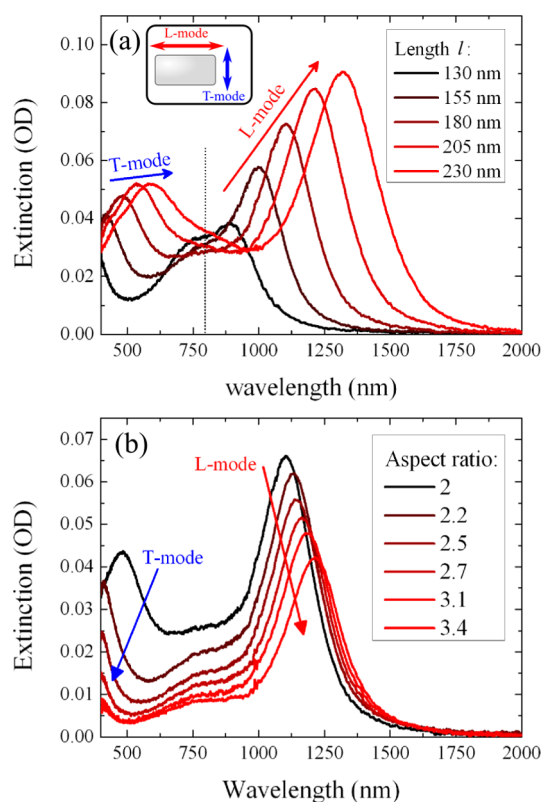 (a)
L-mode
T-mode
Length l:
130 nm
155 nm
180 nm
205 nm
230 nm
L-mode
T-mode
Extinction (OD)
0.10
0.08
0.06
0.04
0.02
0.00
500 750 1000 1250 1500 1750 2000
wavelength (nm)
(b)
L-mode
T-mode
Aspect ratio:
2
2.2
2.5
2.7
3.1
3.4
Extinction (OD)
0.07
0.06
0.05
0.04
0.03
0.02
0.01
0.00
500 750 1000 1250 1500 1750 2000
Wavelength (nm)